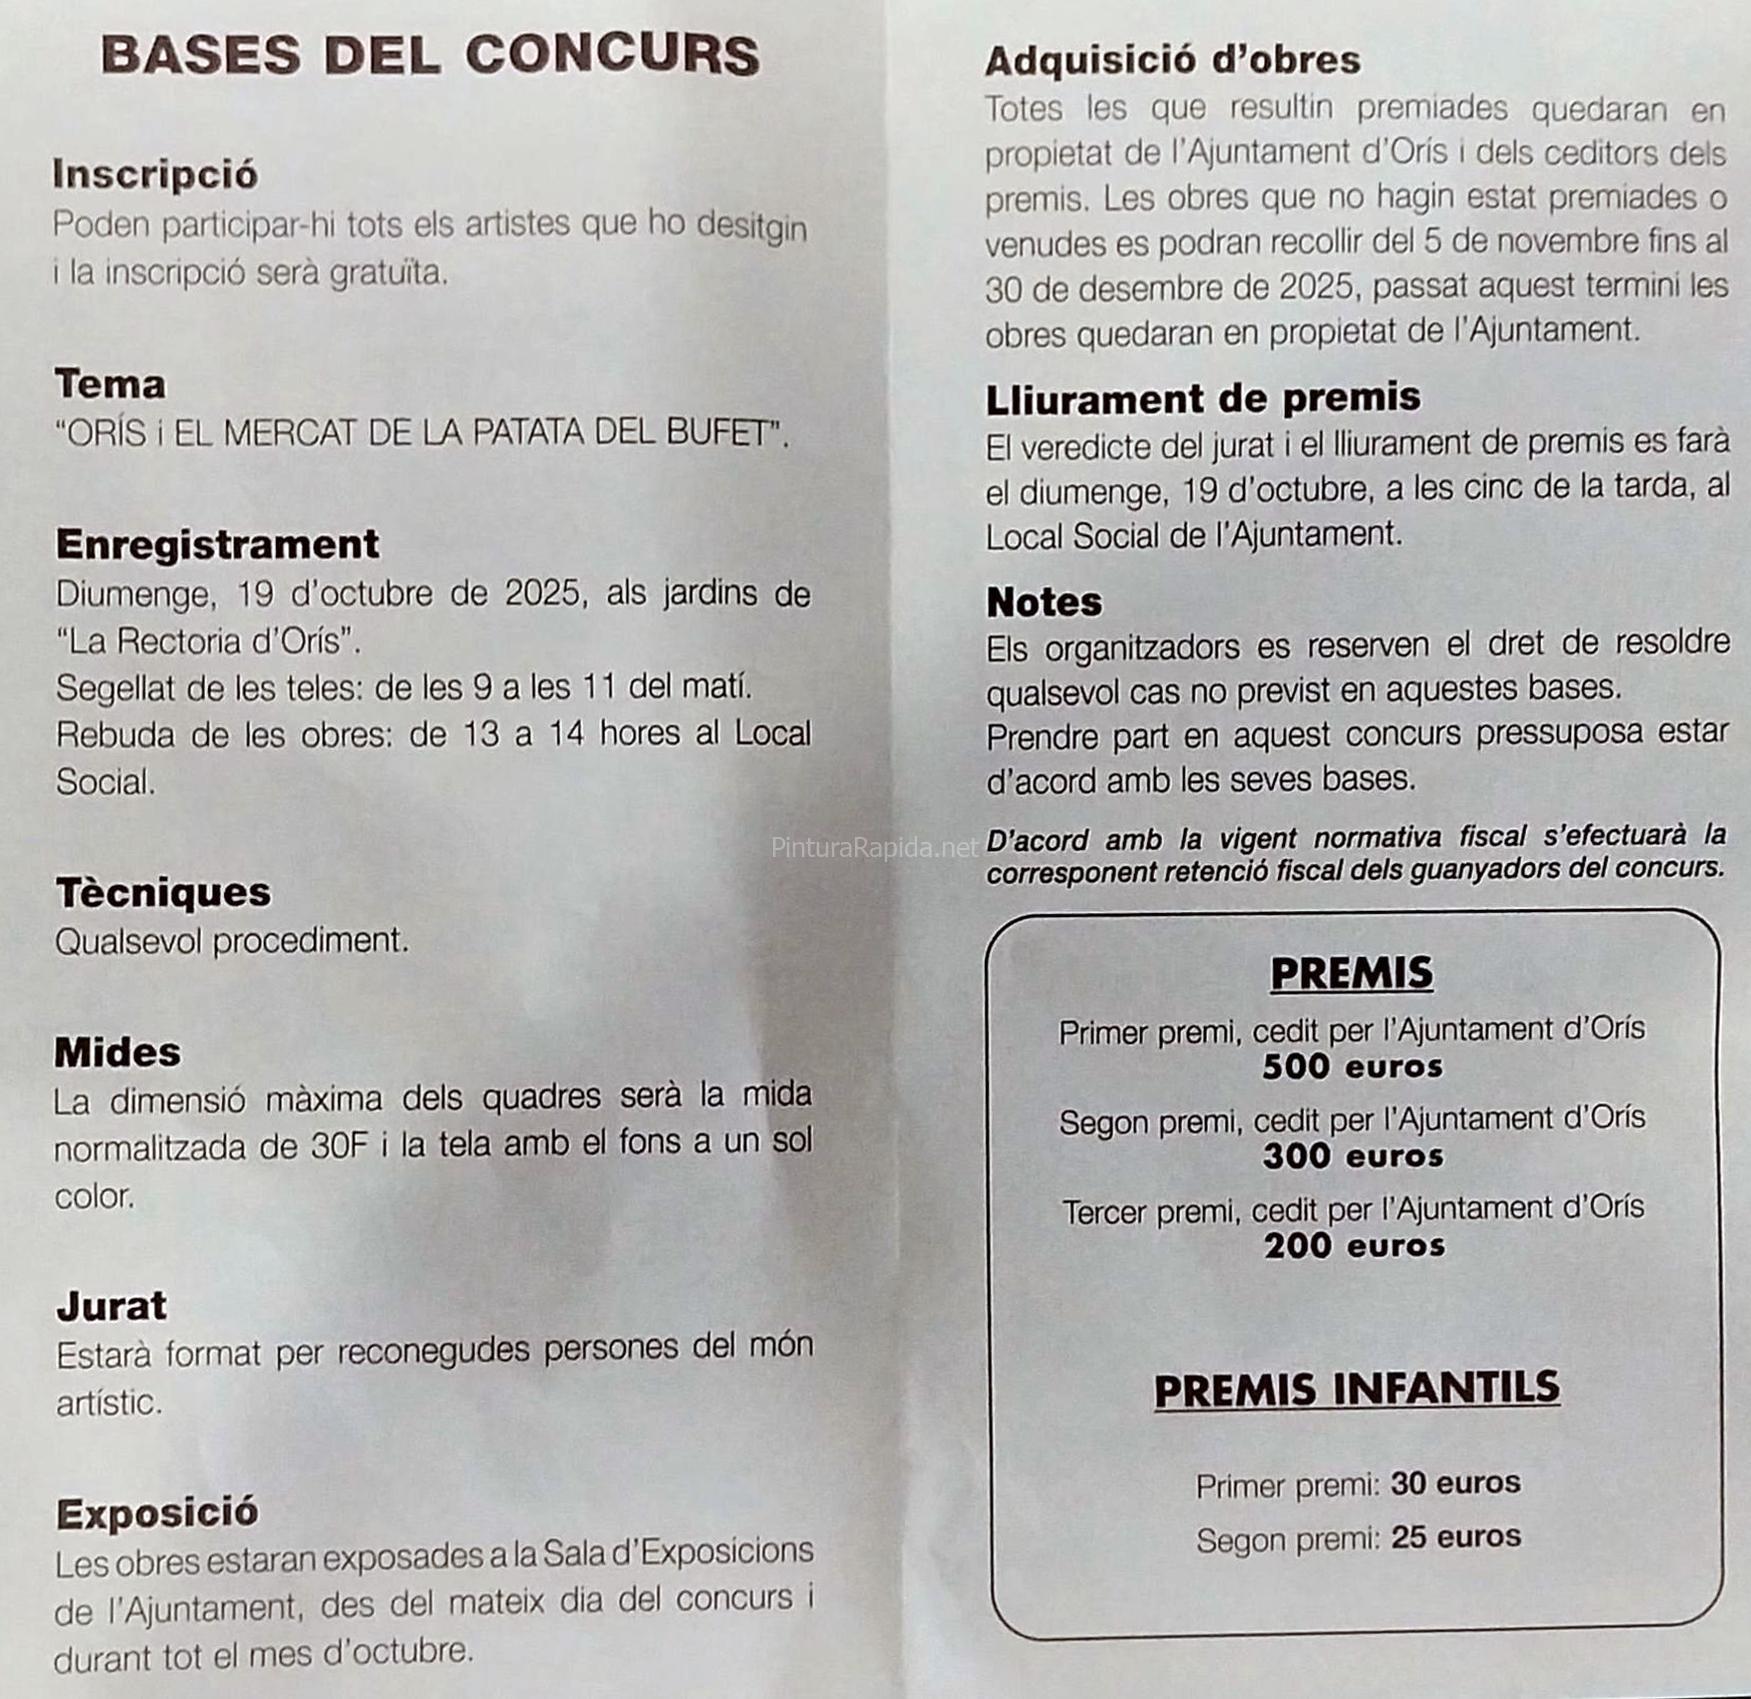 BASES DEL CONCURS
Inscripció
Poden participar-hi tots els artistes que ho desitgin
i la inscripció serà gratuïta.
Tema
“ORÍS i EL MERCAT DE LA PATATA DEL BUFET”.
Enregistrament
Diumenge, 19 d’octubre de 2025, als jardins de
“La Rectoria d’Orís”.
Segellat de les teles: de les 9 a les 11 del matí.
Rebuda de les obres: de 13 a 14 hores al Local
Social.
Tècniques
Qualsevol procediment.
Mides
La dimensió màxima dels quadres serà la mida
normalitzada de 30F i la tela amb el fons a un sol
color.
Jurat
Estarà format per reconegudes persones del món
artístic.
Exposició
Les obres estaran exposades a la Sala d’Exposicions
de l’Ajuntament, des del mateix dia del concurs i
durant tot el mes d’octubre.
Adquisició d’obres
Totes les que resultin premiades quedaran en
propietat de l’Ajuntament d’Orís i dels ceditors dels
premis. Les obres que no hagin estat premiades o
venudes es podran recollir del 5 de novembre fins al
30 de desembre de 2025, passat aquest termini les
obres quedaran en propietat de l’Ajuntament.
Lliurament de premis
El veredicte del jurat i el lliurament de premis es farà
el diumenge, 19 d’octubre, a les cinc de la tarda, al
Local Social de l’Ajuntament.
Notes
Els organitzadors es reserven el dret de resoldre
qualsevol cas no previst en aquestes bases.
Prendre part en aquest concurs pressuposa estar
d’acord amb les seves bases.
PinturaRapida.net
D’acord amb la vigent normativa fiscal s’efectuarà la
corresponent retenció fiscal dels guanyadors del concurs.
PREMIS
Primer premi, cedit per l’Ajuntament d’Orís
500 euros
Segon premi, cedit per l’Ajuntament d’Orís
300 euros
Tercer premi, cedit per l’Ajuntament d’Orís
200 euros
PREMIS INFANTILS
Primer premi: 30 euros
Segon premi: 25 euros